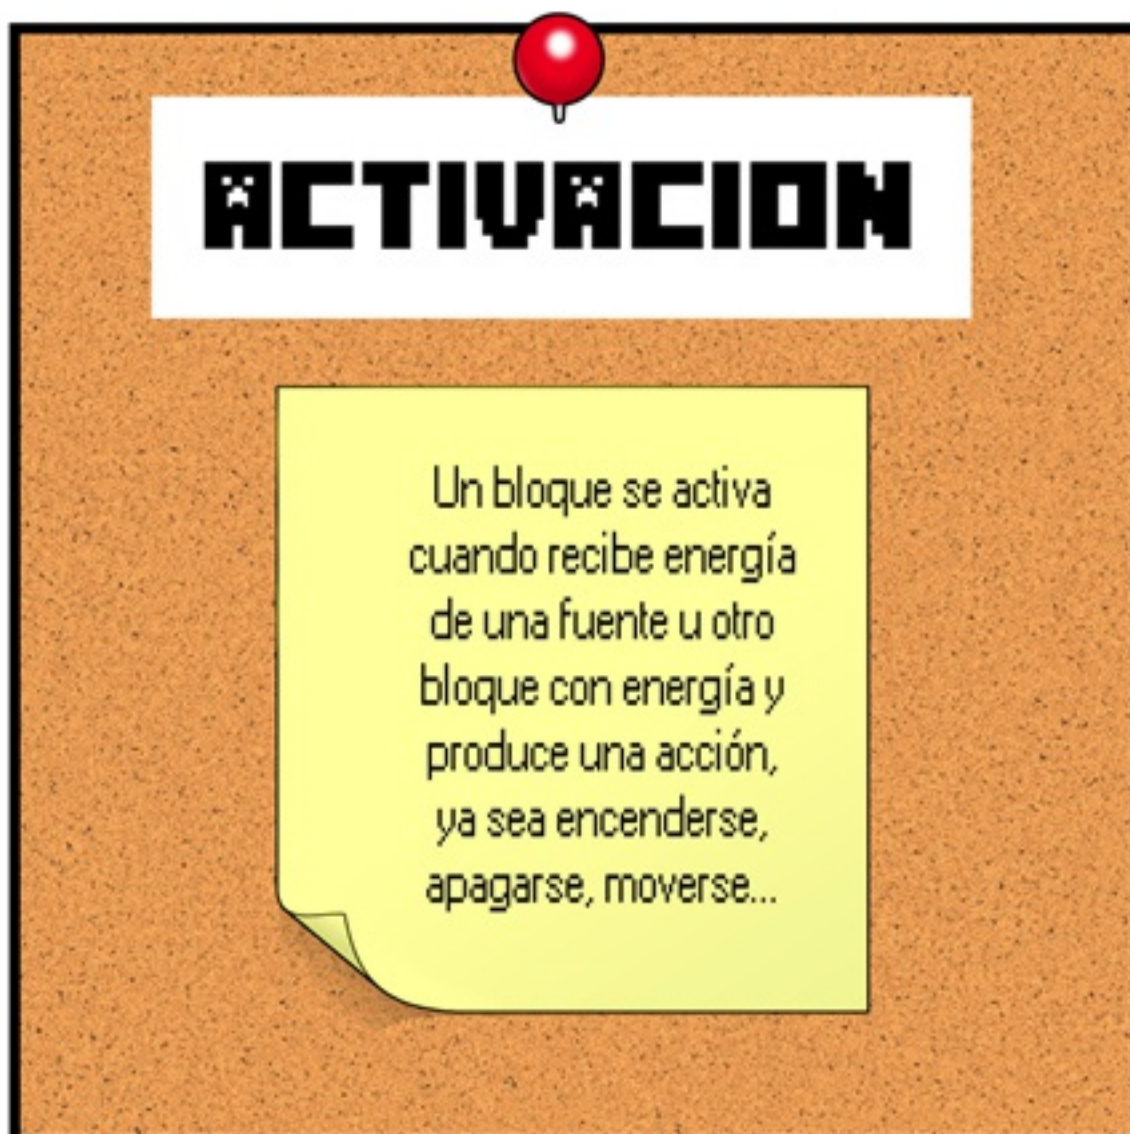 ACTIVACION
Un bloque se activa
cuando recibe energía
de una fuente u otro
bloque con energía y
produce una acción,
ya sea encenderse,
apagarse, moverse...